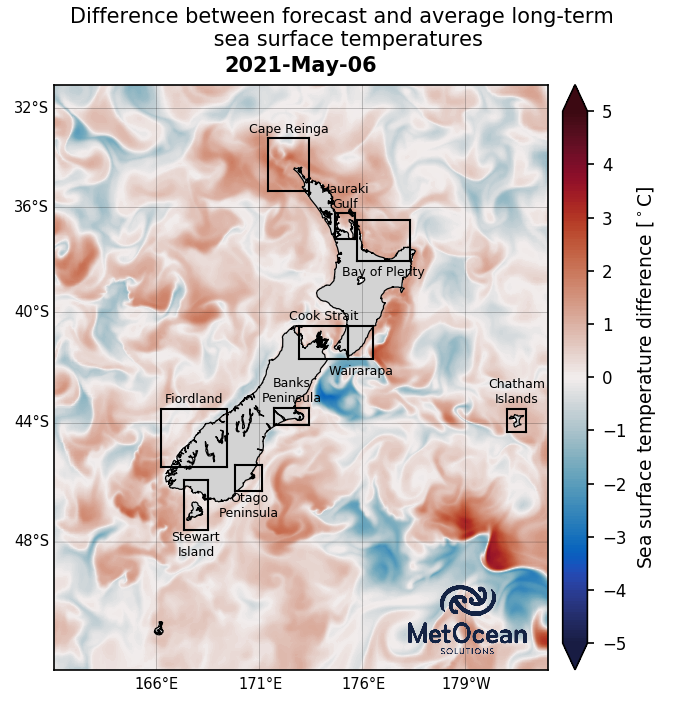 Difference between forecast and average long-term
sea surface temperatures
2021-May-06
32°S
36°S
40°S
44°S
48°S
166°E
171°E
176°E
179°W
Cape Reinga
Hauraki
Gulf
Bay of Plenty
Cook Strait
Wairarapa
Banks
Peninsula
Fiordland
Chatham
Islands
Otago
Peninsula
Stewart
Island
MetOcean
SOLUTIONS
5
4
3
2
1
0
−1
−2
−3
−4
−5
Sea surface temperature difference [°C]